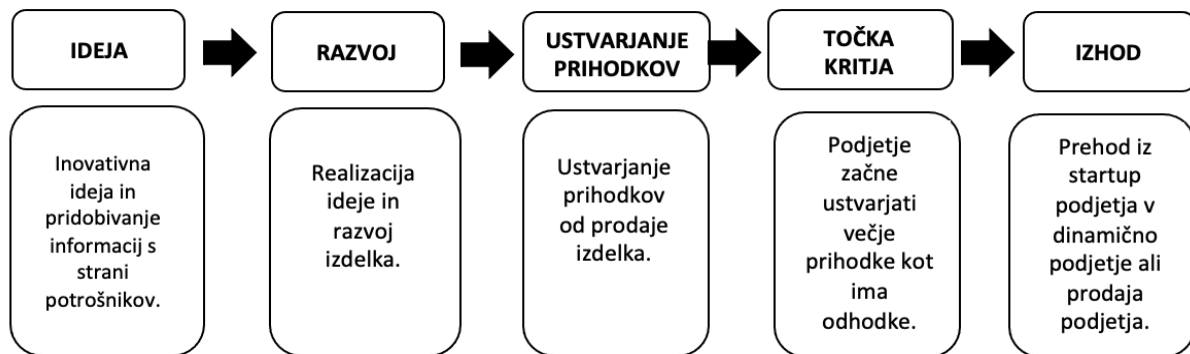 IDEJA
RAZVOJ
USTVARJANJE
PRIHODKOV
TOČKA
KRITJA
IZHOD
Inovativna
ideja in
pridobivanje
informacij s
strani
potrošnikov.
Realizacija
ideje in
razvoj
izdelka.
Ustvarjanje
prihodkov
od prodaje
izdelka.
Podjetje
začne
ustvarjati
večje
prihodke kot
ima
odhodke.
Prehod iz
startup
podjetja v
dinamično
podjetje ali
prodaja
podjetja.